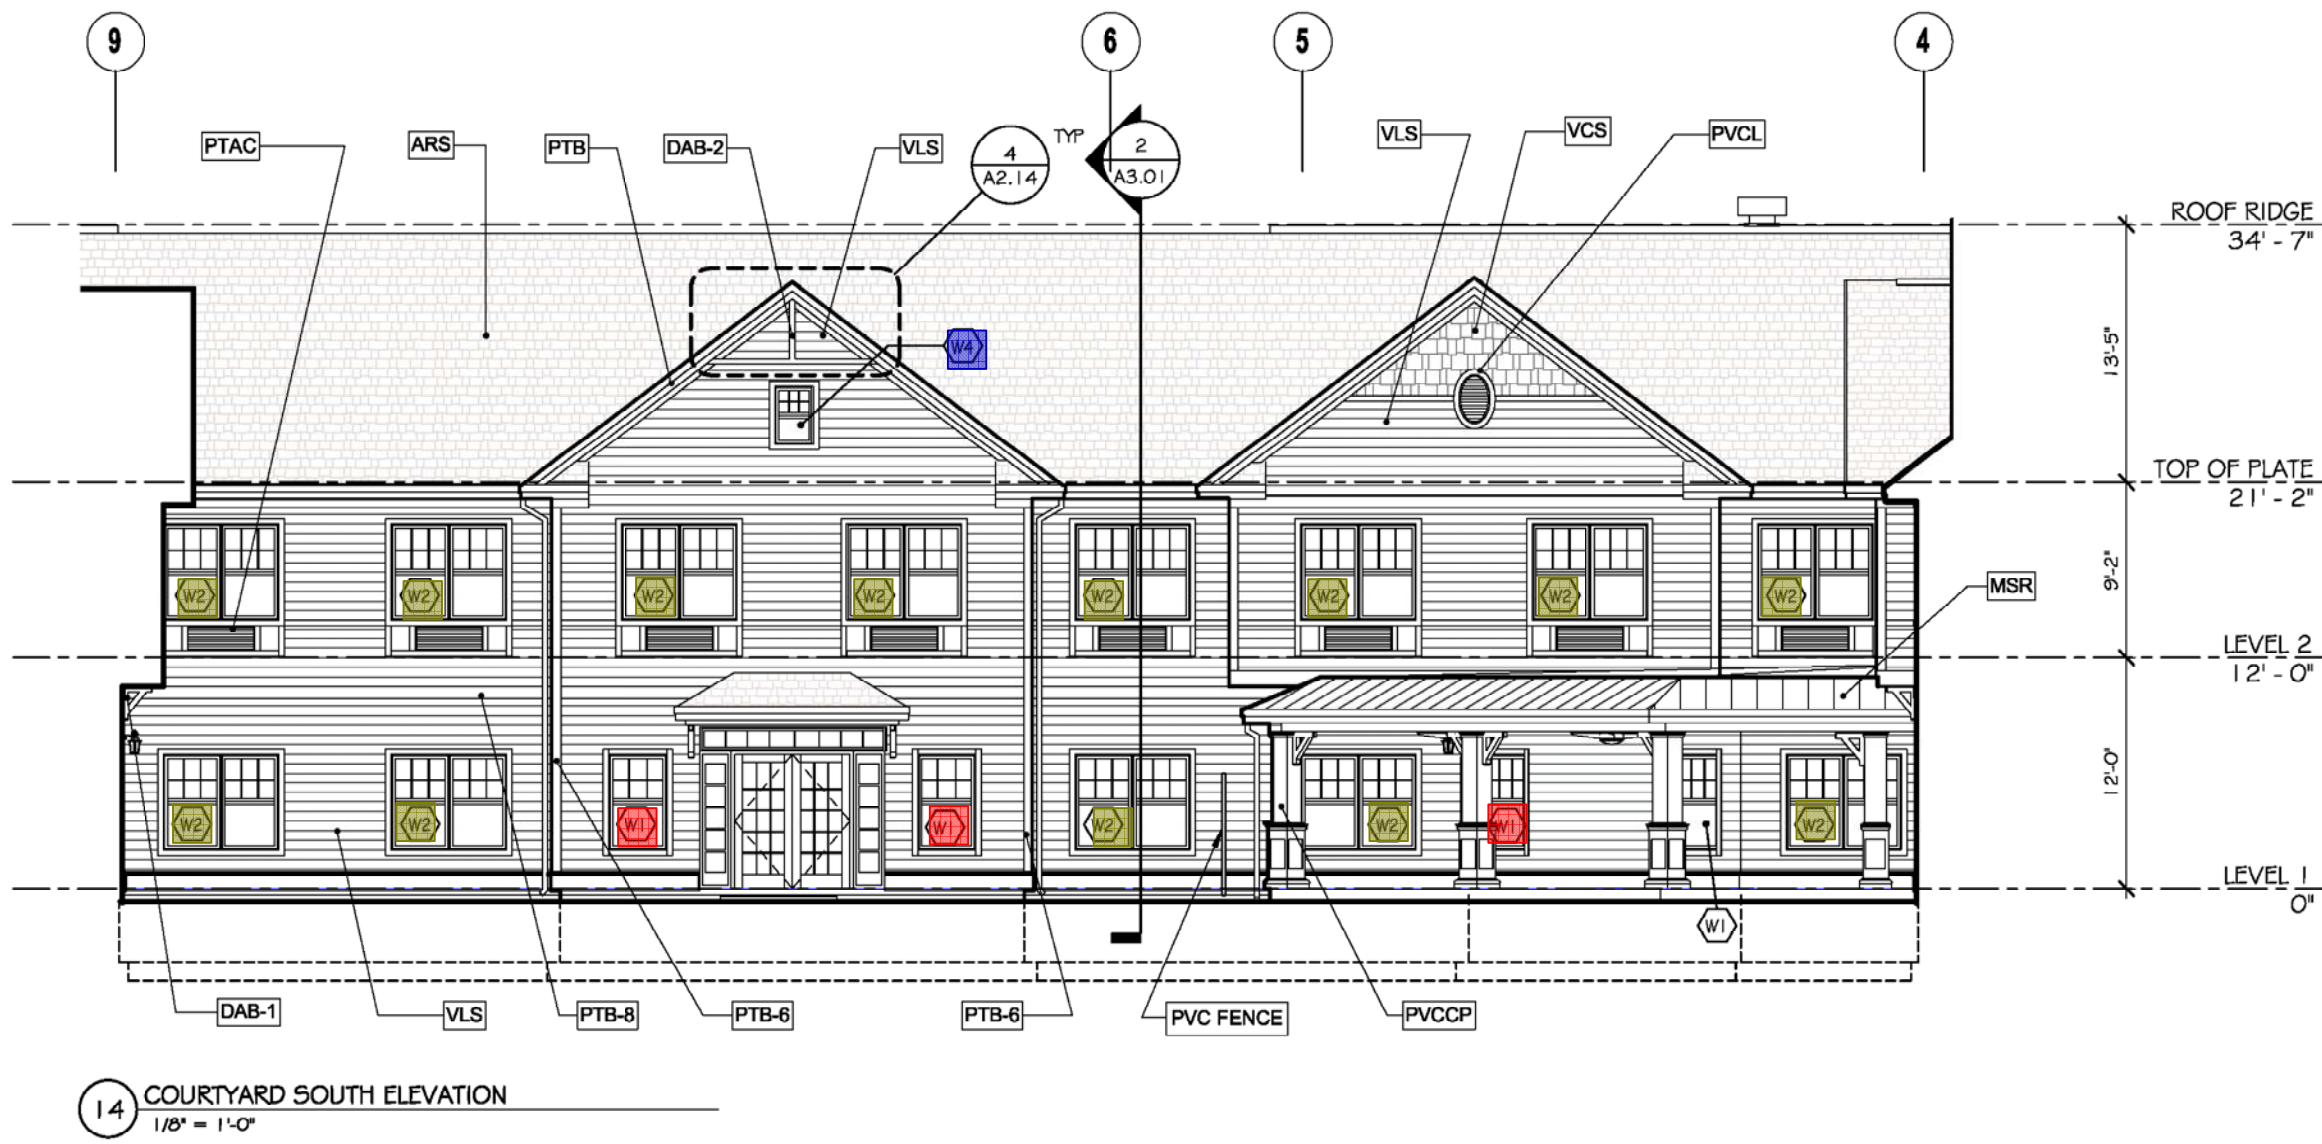 9
6
5
4
PTAC
ARS
PTB
DAB-2
VLS
4
A2.14
TYP
2
A3.01
VLS
VCS
PVCL
ROOF RIDGE
34' - 7"
W4
13'-5"
TOP OF PLATE
21' - 2"
W2
W2
W2
W2
W2
W2
W2
W2
9'-2"
MSR
LEVEL 2
12' - 0"
12'-0"
W2
W2
W1
W1
W2
W2
W1
W2
LEVEL 1
0"
W1
DAB-1
VLS
PTB-8
PTB-6
PTB-6
PVC FENCE
PVCCP
14
COURTYARD SOUTH ELEVATION
1/8" = 1'-0"